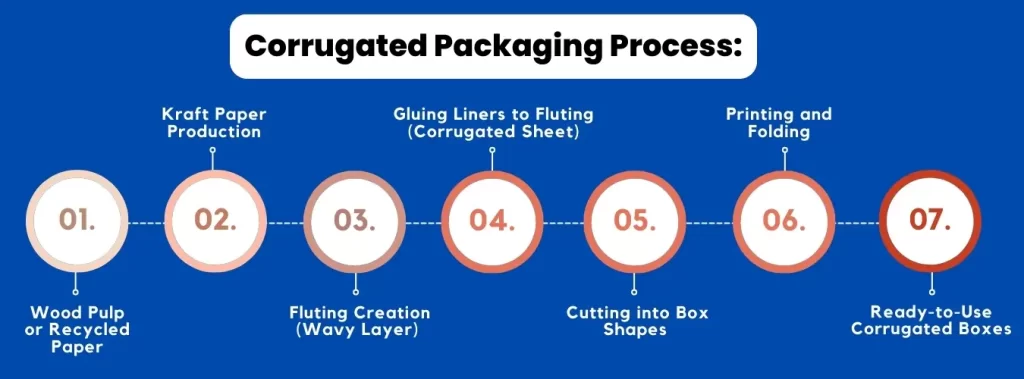 Corrugated Packaging Process:
Kraft Paper
Production
Gluing Liners to Fluting
(Corrugated Sheet)
Printing and
Folding
01.
02.
03.
04.
05.
06.
07.
Wood Pulp
or Recycled
Paper
Fluting Creation
(Wavy Layer)
Cutting into Box
Shapes
Ready-to-Use
Corrugated Boxes